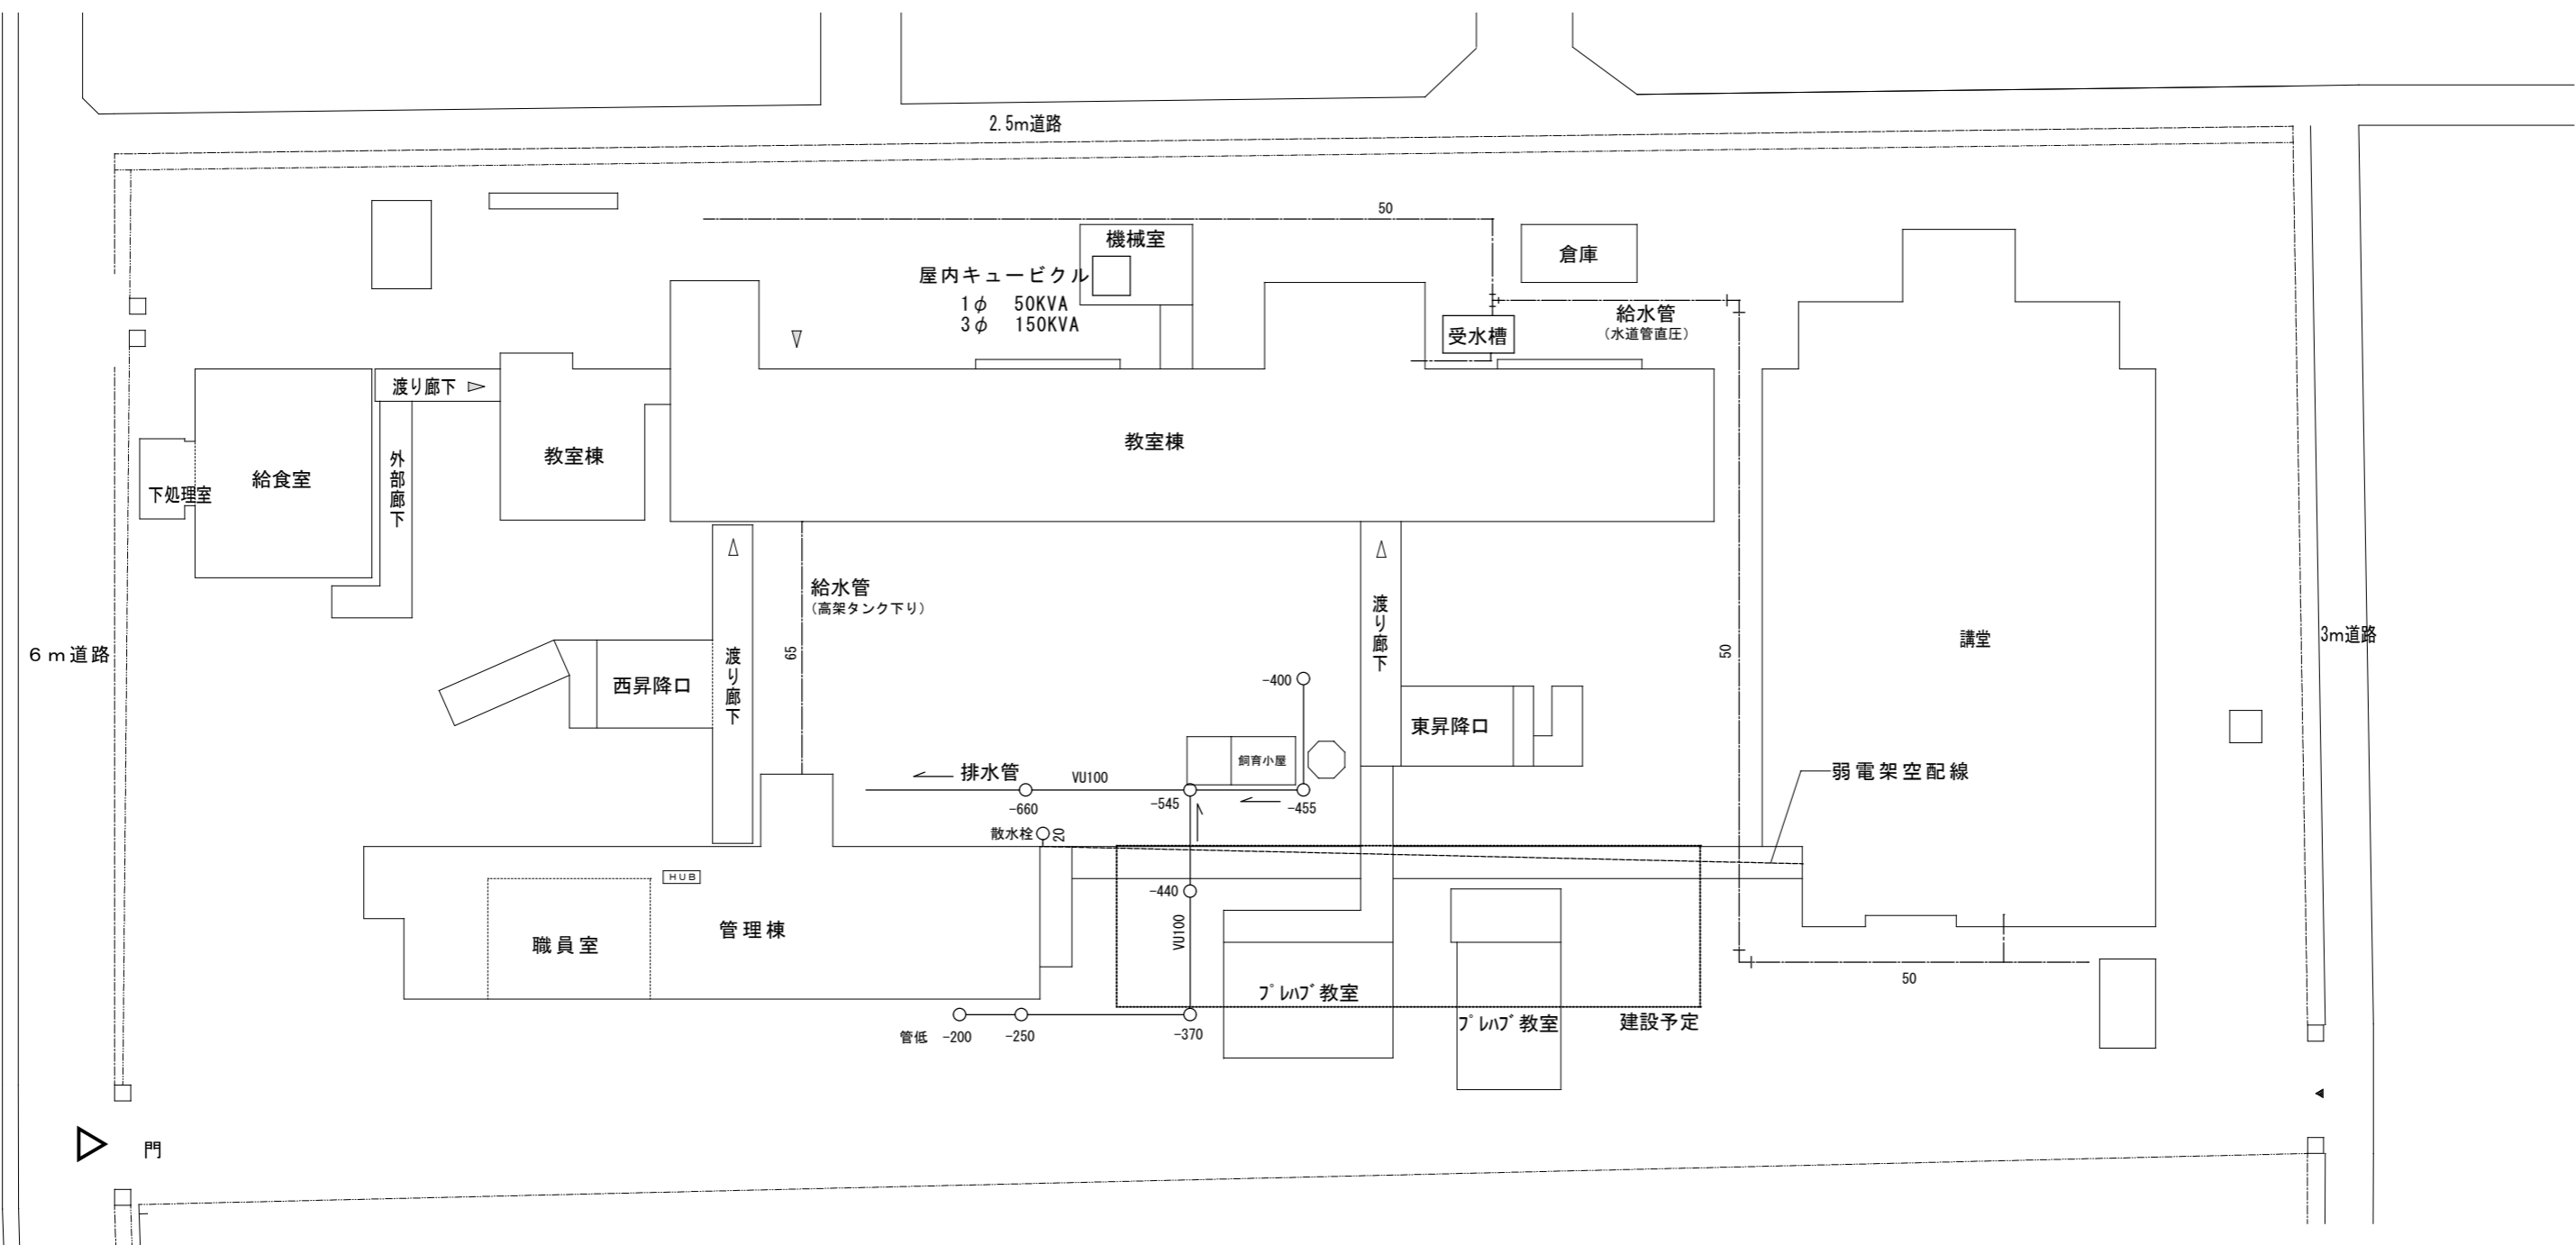 2.5m道路
50
機械室
倉庫
屋内キュービクル
1φ 50KVA
3φ 150KVA
給水管
(水道管直圧)
受水槽
渡り廊下
教室棟
教室棟
外部廊下
給食室
下処理室
給水管
(高架タンク下り)
渡り廊下
6m道路
65
50
講堂
3m道路
渡り廊下
西昇降口
-400
東昇降口
飼育小屋
排水管
VU100
弱電架空配線
-660
-545
-455
散水栓
20
HUB
-440
VU100
管理棟
職員室
50
プレハブ教室
プレハブ教室
建設予定
管低 -200
-250
-370
門